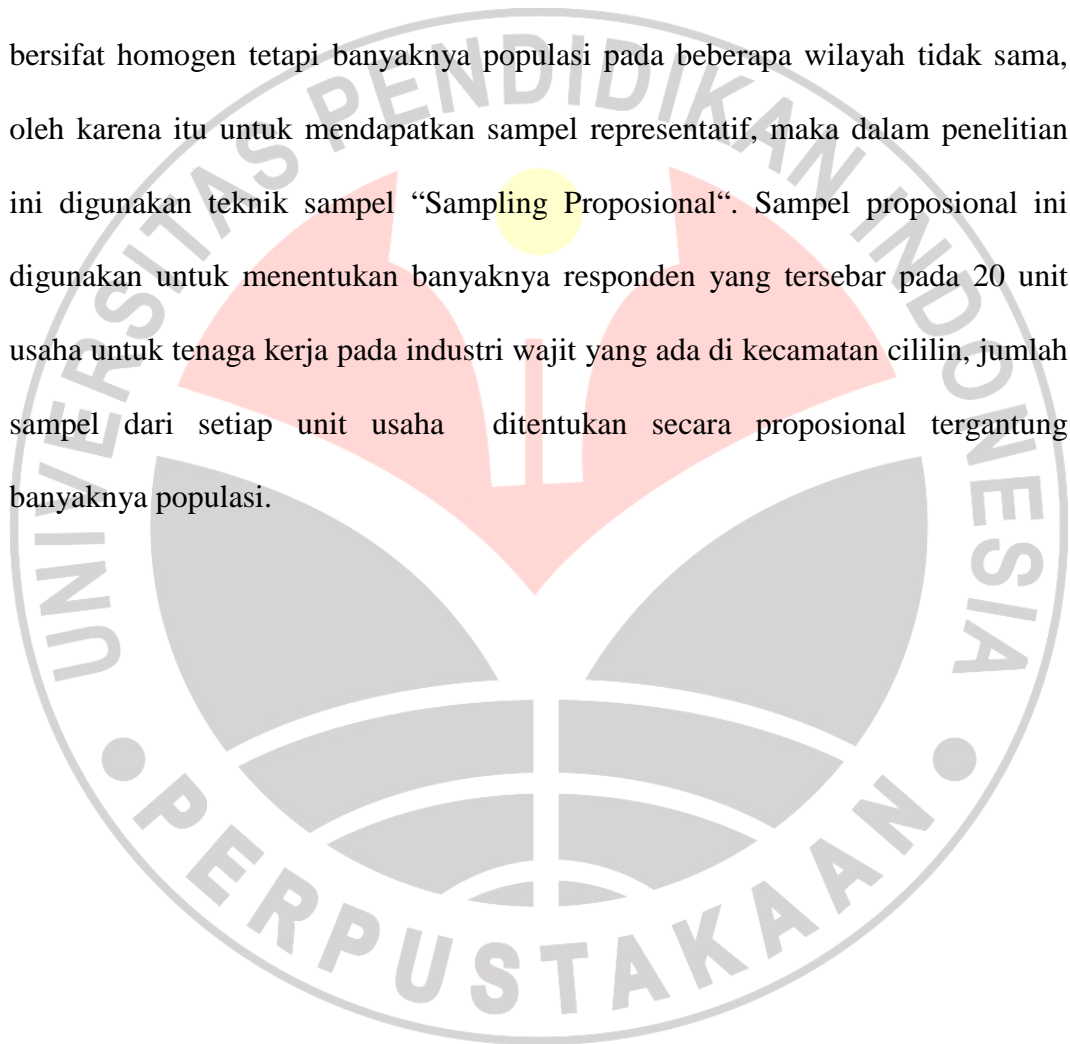 bersifat homogen tetapi banyaknya populasi pada beberapa wilayah tidak sama,
oleh karena itu untuk mendapatkan sampel representatif, maka dalam penelitian
ini digunakan teknik sampel “Sampling Proposional“. Sampel proposional ini
digunakan untuk menentukan banyaknya responden yang tersebar pada 20 unit
usaha untuk tenaga kerja pada industri wajit yang ada di kecamatan cililin, jumlah
sampel dari setiap unit usaha ditentukan secara proposional tergantung
banyaknya populasi.
UNIVERSITAS PENDIDIKAN INDONESIA
PERPUSTAKAAN